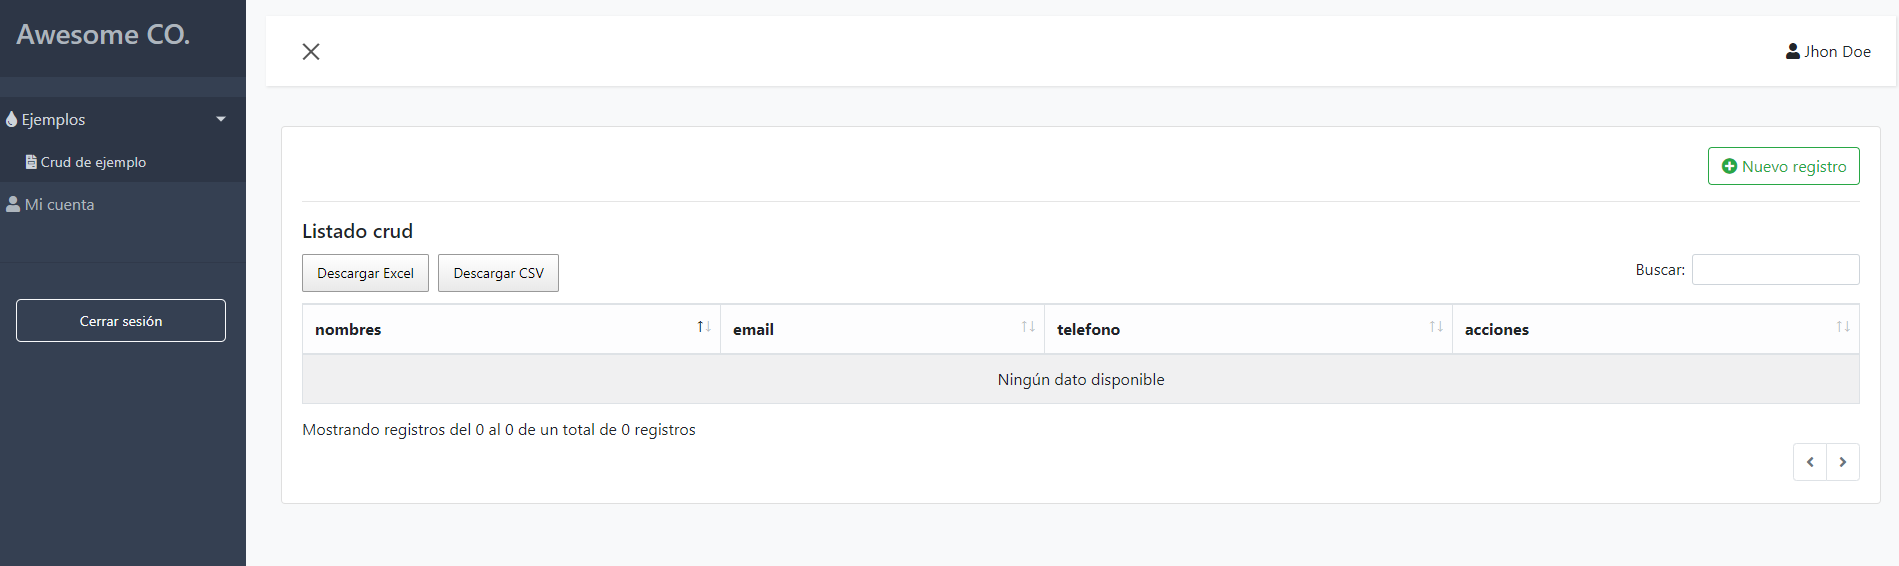 Awesome CO.
Jhon Doe
Ejemplos
Crud de ejemplo
Mi cuenta
Cerrar sesión
Nuevo registro
Listado crud
Descargar Excel Descargar CSV Buscar:
nombres email telefono acciones
Ningún dato disponible
Mostrando registros del 0 al 0 de un total de 0 registros